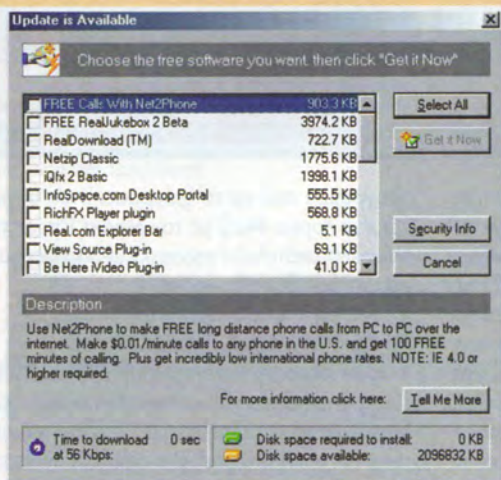 Update is Available
Choose the free software you want, then click "Get it Now"
FREE Calls With Net2Phone 903.3 KB
FREE RealJukebox 2 Beta 3974.2 KB
RealDownload (TM) 722.7 KB
Netzip Classic 1775.6 KB
iQfx 2 Basic 1998.1 KB
InfoSpace.com Desktop Portal 555.5 KB
RichFX Player plugin 568.8 KB
Real.com Explorer Bar 5.1 KB
View Source Plug-in 69.1 KB
Be Here iVideo Plug-in 41.0 KB
Select All
Get it Now
Security Info
Cancel
Description
Use Net2Phone to make FREE long distance phone calls from PC to PC over the
internet. Make $0.01/minute calls to any phone in the U.S. and get 100 FREE
minutes of calling. Plus get incredibly low international phone rates. NOTE: IE 4.0 or
higher required.
For more information click here:
Tell Me More
Time to download 0 sec
at 56 Kbps:
Disk space required to install: 0 KB
Disk space available: 2096832 KB